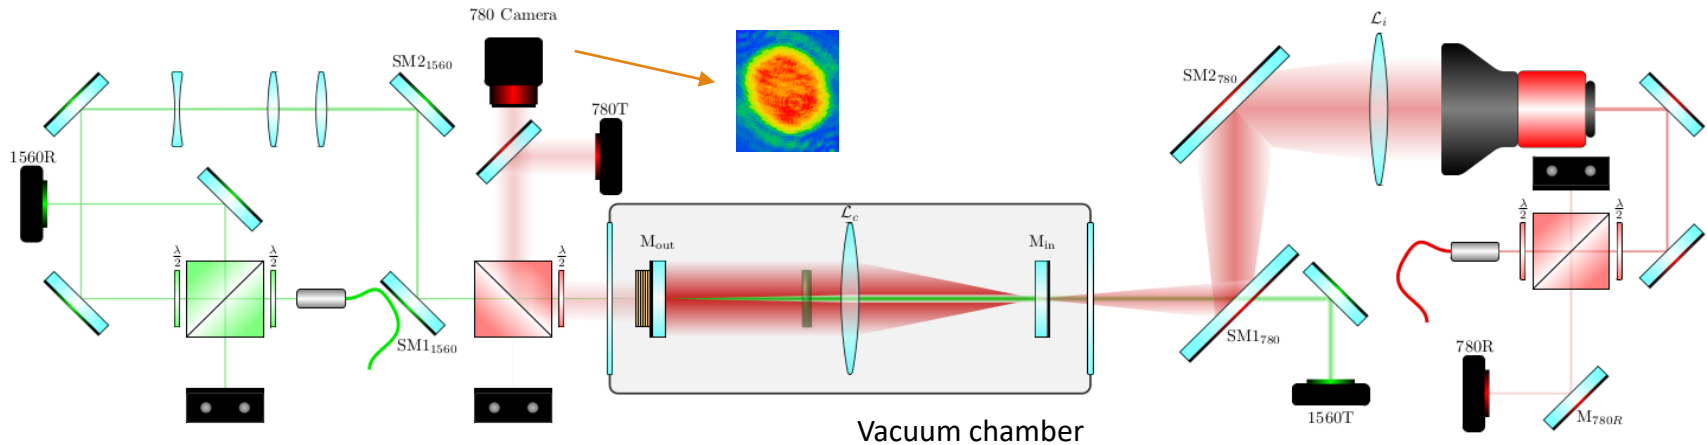 780 Camera
SM2₁₅₆₀
ℒᵢ
SM2₇₈₀
780T
1560R
λ/2
λ/2
λ/2
λ/2
λ/2
ℒ_c
M_out
M_in
SM1₁₅₆₀
SM1₇₈₀
780R
1560T
M₇₈₀R
Vacuum chamber